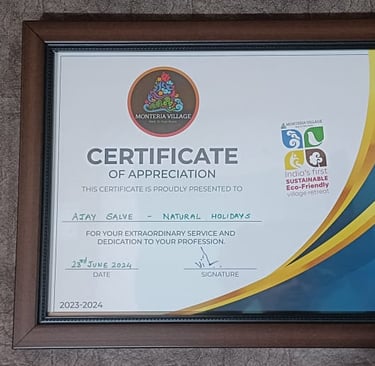 MONTERIA VILLAGE
MONTERIA VILLAGE
CERTIFICATE
OF APPRECIATION
India's first
SUSTAINABLE
Eco-Friendly
village retreat
THIS CERTIFICATE IS PROUDLY PRESENTED TO
AJAY SALVE - NATURAL HOLIDAYS
FOR YOUR EXTRAORDINARY SERVICE AND
DEDICATION TO YOUR PROFESSION.
23rd JUNE 2024
DATE
SIGNATURE
2023-2024